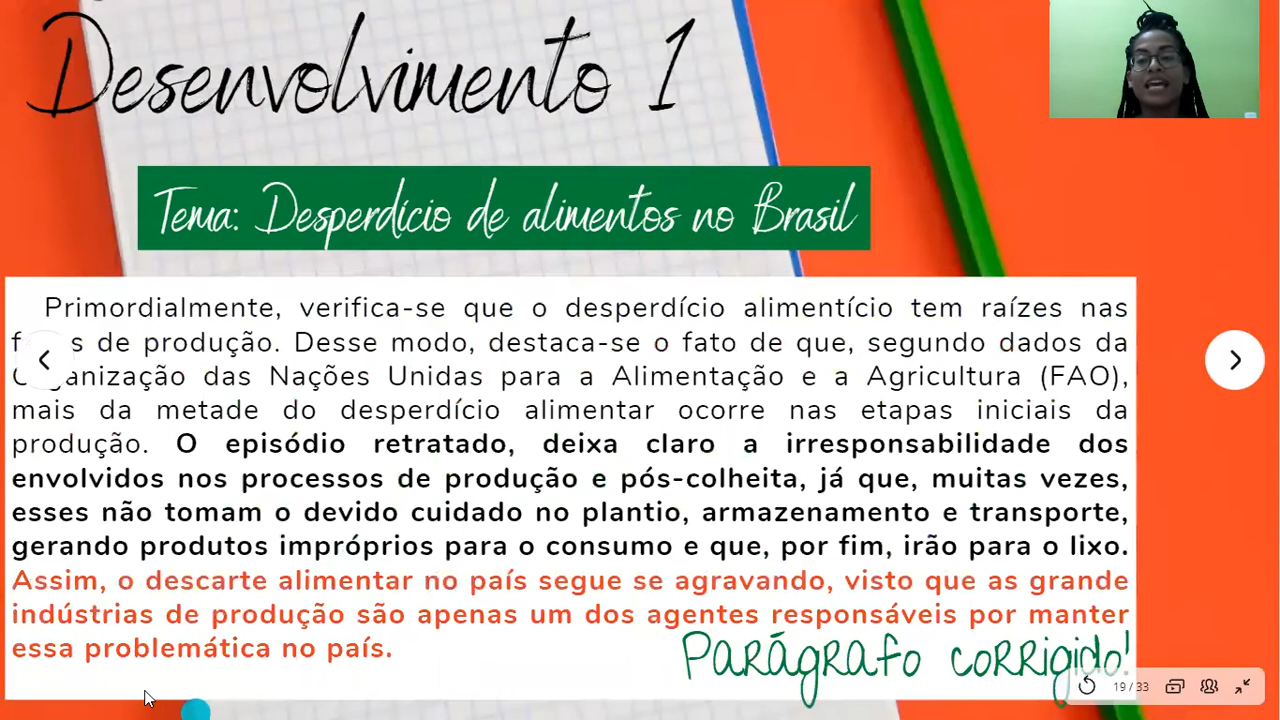 Desenvolvimento 1
Tema: Desperdício de alimentos no Brasil
Primordialmente, verifica-se que o desperdício alimentício tem raízes nas
de produção. Desse modo, destaca-se o fato de que, segundo dados da
Organização das Nações Unidas para a Alimentação e a Agricultura (FAO),
mais da metade do desperdício alimentar ocorre nas etapas iniciais da
produção. O episódio retratado, deixa claro a irresponsabilidade dos
envolvidos nos processos de produção e pós-colheita, já que, muitas vezes,
esses não tomam o devido cuidado no plantio, armazenamento e transporte,
gerando produtos impróprios para o consumo e que, por fim, irão para o lixo.
Assim, o descarte alimentar no país segue se agravando, visto que as grande
indústrias de produção são apenas um dos agentes responsáveis por manter
essa problemática no país.
Parágrafo corrigido!
19/33